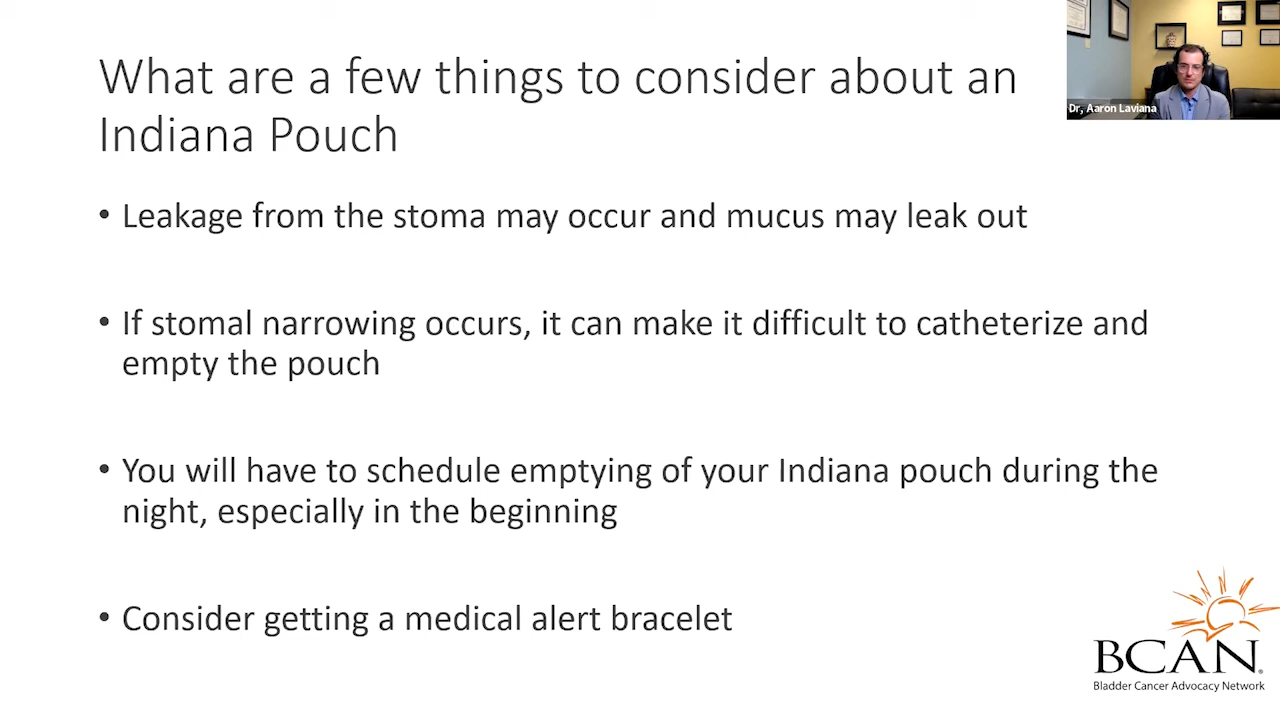 What are a few things to consider about an
Indiana Pouch
Dr, Aaron Laviana
• Leakage from the stoma may occur and mucus may leak out
• If stomal narrowing occurs, it can make it difficult to catheterize and
empty the pouch
• You will have to schedule emptying of your Indiana pouch during the
night, especially in the beginning
• Consider getting a medical alert bracelet
BCAN®
Bladder Cancer Advocacy Network